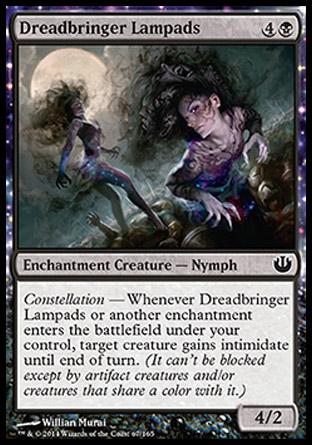 Dreadbringer Lampads 4
Enchantment Creature — Nymph
Constellation — Whenever Dreadbringer
Lampads or another enchantment
enters the battlefield under your
control, target creature gains intimidate
until end of turn. (It can't be blocked
except by artifact creatures and/or
creatures that share a color with it.)
Willian Murai
™ & © 2014 Wizards of the Coast 67/165
4/2